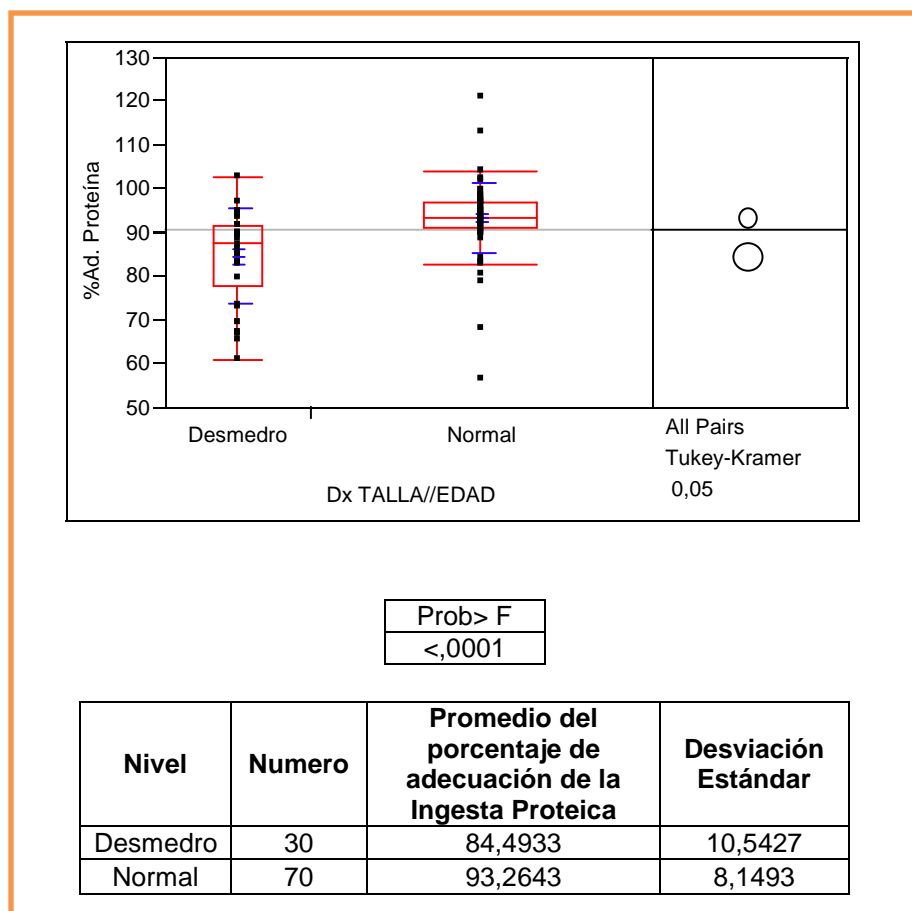 130
120
110
100
90
80
70
60
50
%Ad. Proteína
Desmedro
Normal
Dx TALLA//EDAD
All Pairs
Tukey-Kramer
0,05
Prob> F
<,0001
Nivel Numero Promedio del porcentaje de adecuación de la Ingesta Proteica Desviación Estándar
Desmedro 30 84,4933 10,5427
Normal 70 93,2643 8,1493